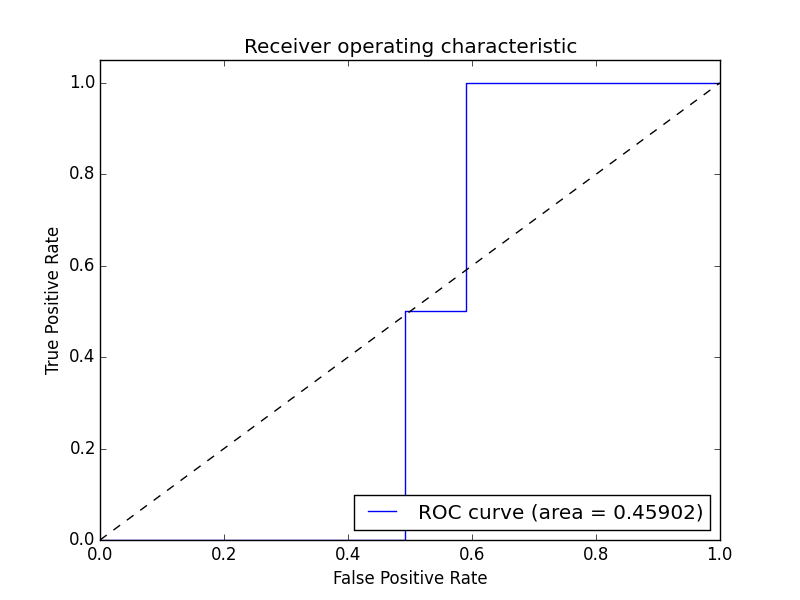 Receiver operating characteristic
1.0
0.8
0.6
0.4
0.2
0.0
True Positive Rate
ROC curve (area = 0.45902)
0.0 0.2 0.4 0.6 0.8 1.0
False Positive Rate